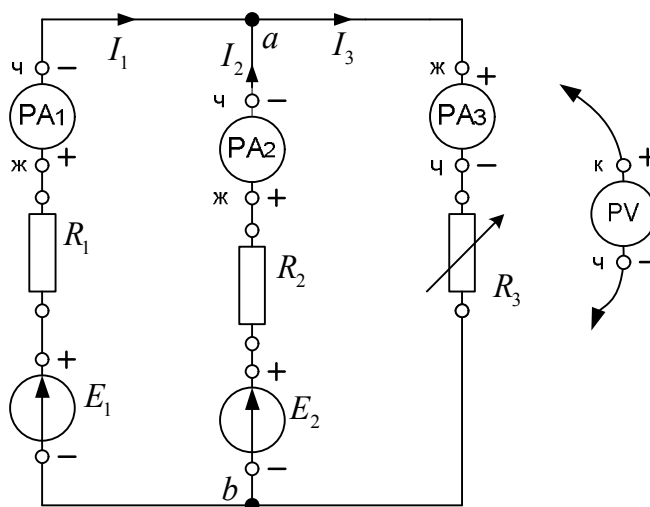 a
I₁ I₂ I₃
ч − ч − ж +
PA1 PA2 PA3
ж + ж + ч −
к +
PV
ч −
R₁ R₂ R₃
+ +
E₁ E₂
− −
b